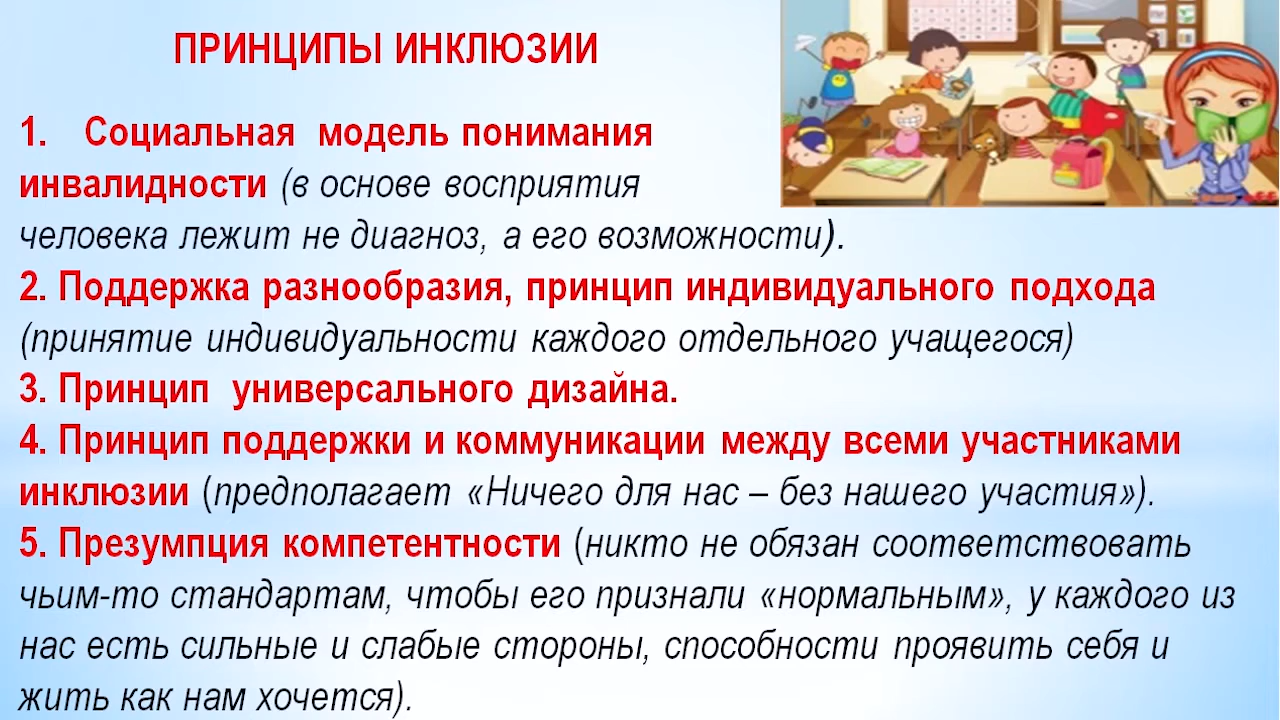 ПРИНЦИПЫ ИНКЛЮЗИИ
1. Социальная модель понимания
инвалидности (в основе восприятия
человека лежит не диагноз, а его возможности).
2. Поддержка разнообразия, принцип индивидуального подхода
(принятие индивидуальности каждого отдельного учащегося)
3. Принцип универсального дизайна.
4. Принцип поддержки и коммуникации между всеми участниками
инклюзии (предполагает «Ничего для нас – без нашего участия»).
5. Презумпция компетентности (никто не обязан соответствовать
чьим-то стандартам, чтобы его признали «нормальным», у каждого из
нас есть сильные и слабые стороны, способности проявить себя и
жить как нам хочется).